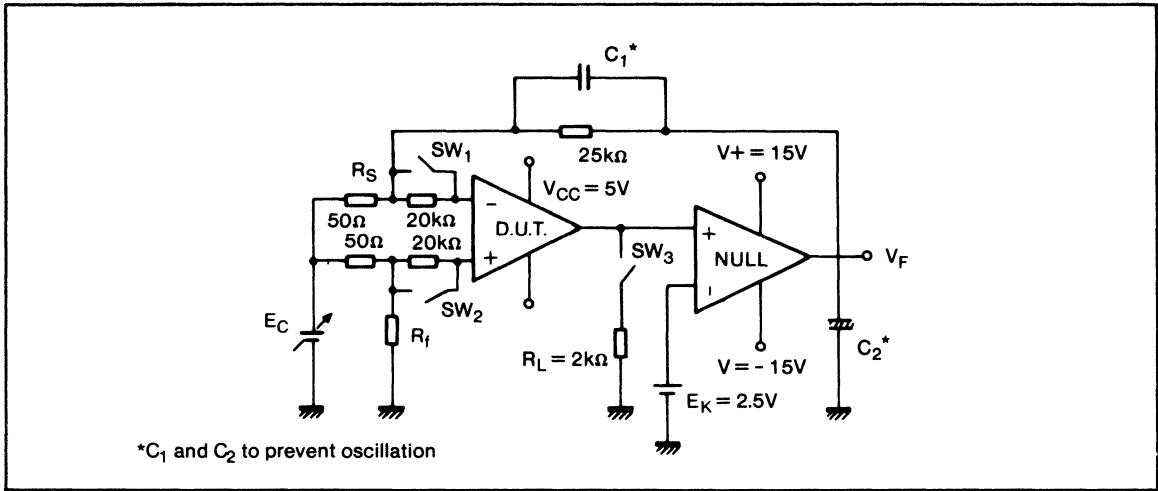 C1*
25kΩ
V+ = 15V
SW1
VCC = 5V
RS
50Ω
20kΩ
50Ω
20kΩ
−
D.U.T.
+
SW2
SW3
+
NULL
−
VF
EC
Rf
RL = 2kΩ
V= - 15V
C2*
EK = 2.5V
*C1 and C2 to prevent oscillation